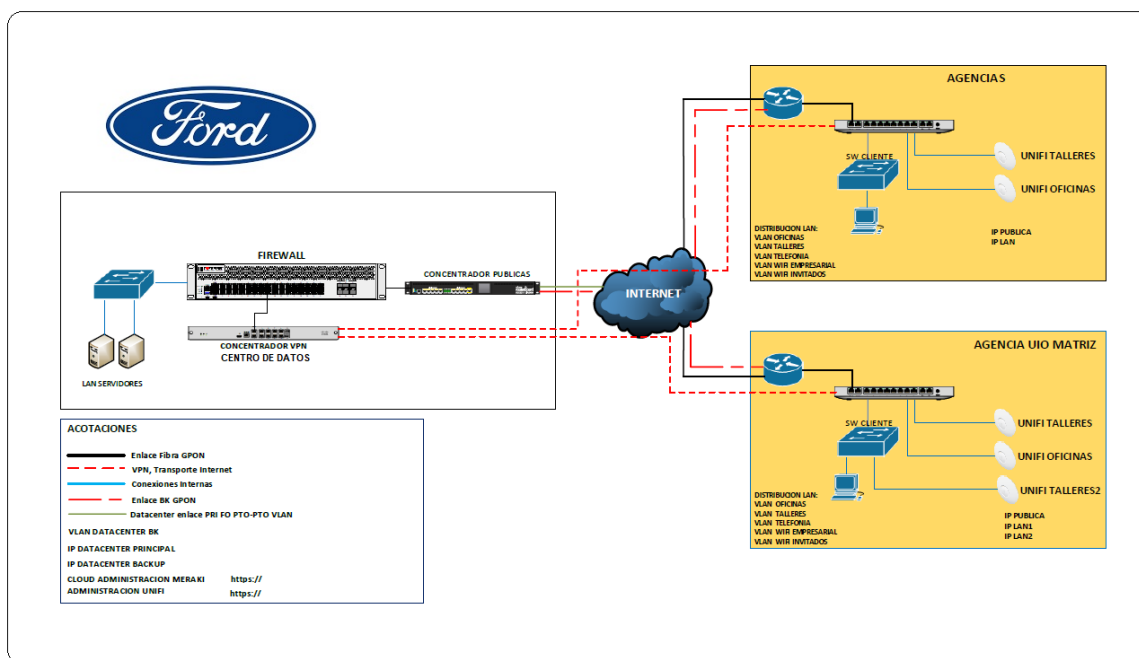 Ford
FIREWALL
CONCENTRADOR PUBLICAS
CONCENTRADOR VPN
CENTRO DE DATOS
LAN SERVIDORES
INTERNET
AGENCIAS
SW CLIENTE
UNIFI TALLERES
UNIFI OFICINAS
DISTRIBUCION LAN:
VLAN OFICINAS
VLAN TALLERES
VLAN TELEFONIA
VLAN WIR EMPRESARIAL
VLAN WIR INVITADOS
IP PUBLICA
IP LAN
AGENCIA UIO MATRIZ
SW CLIENTE
UNIFI TALLERES
UNIFI OFICINAS
UNIFI TALLERES2
DISTRIBUCION LAN:
VLAN OFICINAS
VLAN TALLERES
VLAN TELEFONIA
VLAN WIFI EMPRESARIAL
VLAN WIFI INVITADOS
IP PUBLICA
IP LAN1
IP LAN2
ACOTACIONES
Enlace Fibra GPON
VPN, Transporte Internet
Conexiones Internas
Enlace BK GPON
Datacenter enlace PRI FO PTO-PTO VLAN
VLAN DATACENTER BK
IP DATACENTER PRINCIPAL
IP DATACENTER BACKUP
CLOUD ADMINISTRACION MERAKI https://
ADMINISTRACION UNIFI https://